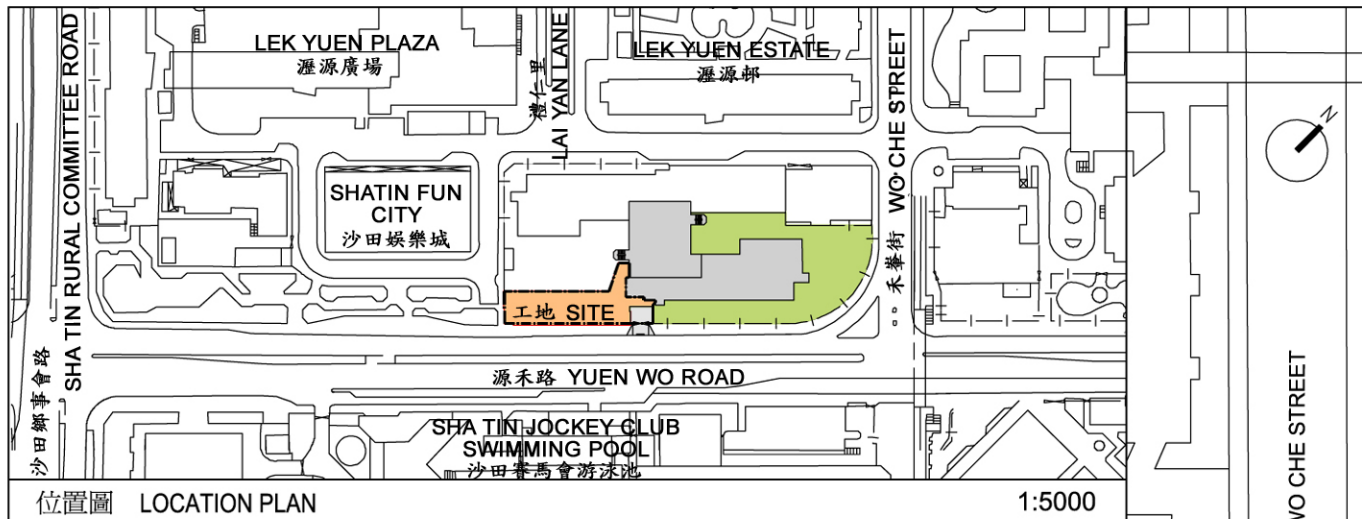 SHA TIN RURAL COMMITTEE ROAD
沙田鄉事會路
LEK YUEN PLAZA
瀝源廣場
禮仁里
LAI YAN LANE
LEK YUEN ESTATE
瀝源邨
禾輋街 WO CHE STREET
SHATIN FUN
CITY
沙田娛樂城
工地 SITE
源禾路 YUEN WO ROAD
SHA TIN JOCKEY CLUB
SWIMMING POOL
沙田賽馬會游泳池
位置圖 LOCATION PLAN
1:5000
N
WO CHE STREET